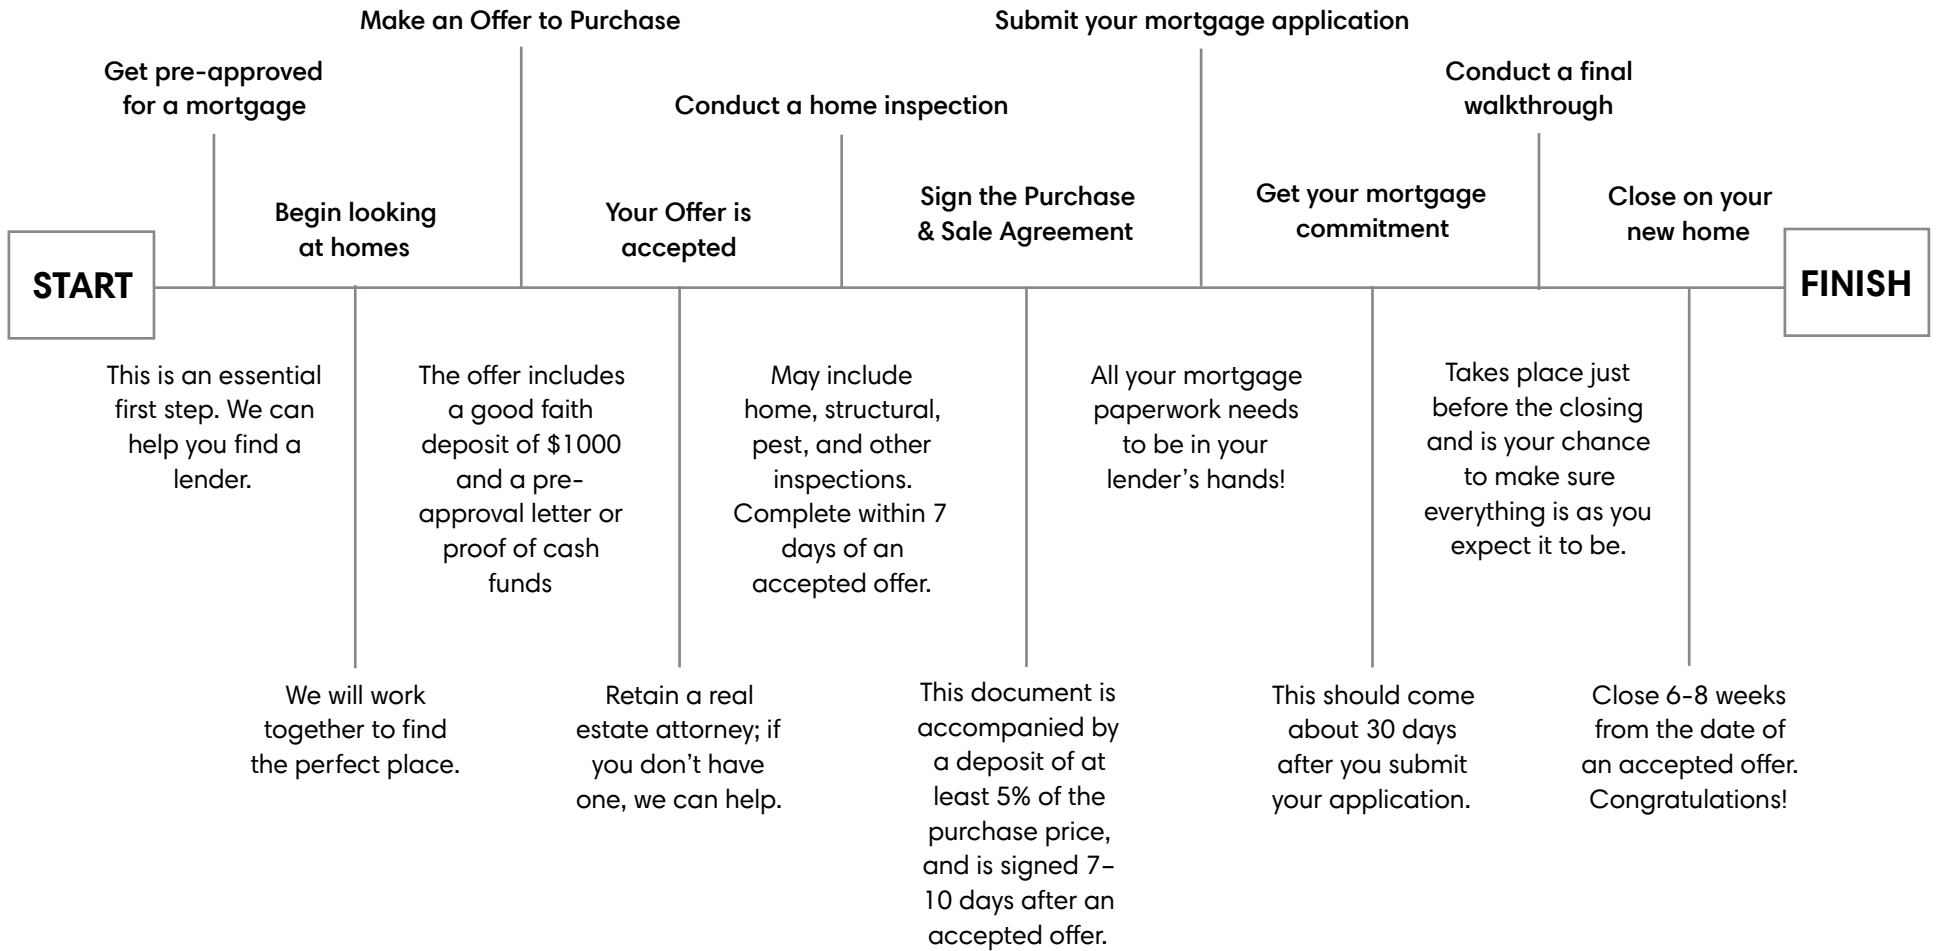 START
Get pre-approved
for a mortgage
This is an essential
first step. We can
help you find a
lender.
Begin looking
at homes
We will work
together to find
the perfect place.
Make an Offer to Purchase
The offer includes
a good faith
deposit of $1000
and a pre-
approval letter or
proof of cash
funds
Your Offer is
accepted
Retain a real
estate attorney; if
you don’t have
one, we can help.
Conduct a home inspection
May include
home, structural,
pest, and other
inspections.
Complete within 7
days of an
accepted offer.
Sign the Purchase
& Sale Agreement
This document is
accompanied by
a deposit of at
least 5% of the
purchase price,
and is signed 7–
10 days after an
accepted offer.
Submit your mortgage application
All your mortgage
paperwork needs
to be in your
lender’s hands!
Get your mortgage
commitment
This should come
about 30 days
after you submit
your application.
Conduct a final
walkthrough
Takes place just
before the closing
and is your chance
to make sure
everything is as you
expect it to be.
Close on your
new home
Close 6-8 weeks
from the date of
an accepted offer.
Congratulations!
FINISH